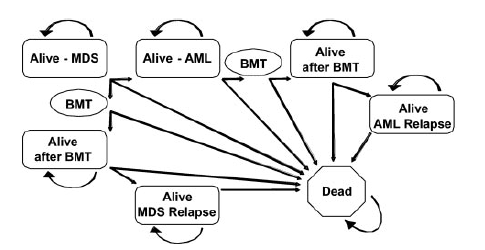 Alive - MDS
Alive - AML
BMT
Alive
after BMT
BMT
Alive
AML Relapse
Alive
after BMT
Alive
MDS Relapse
Dead